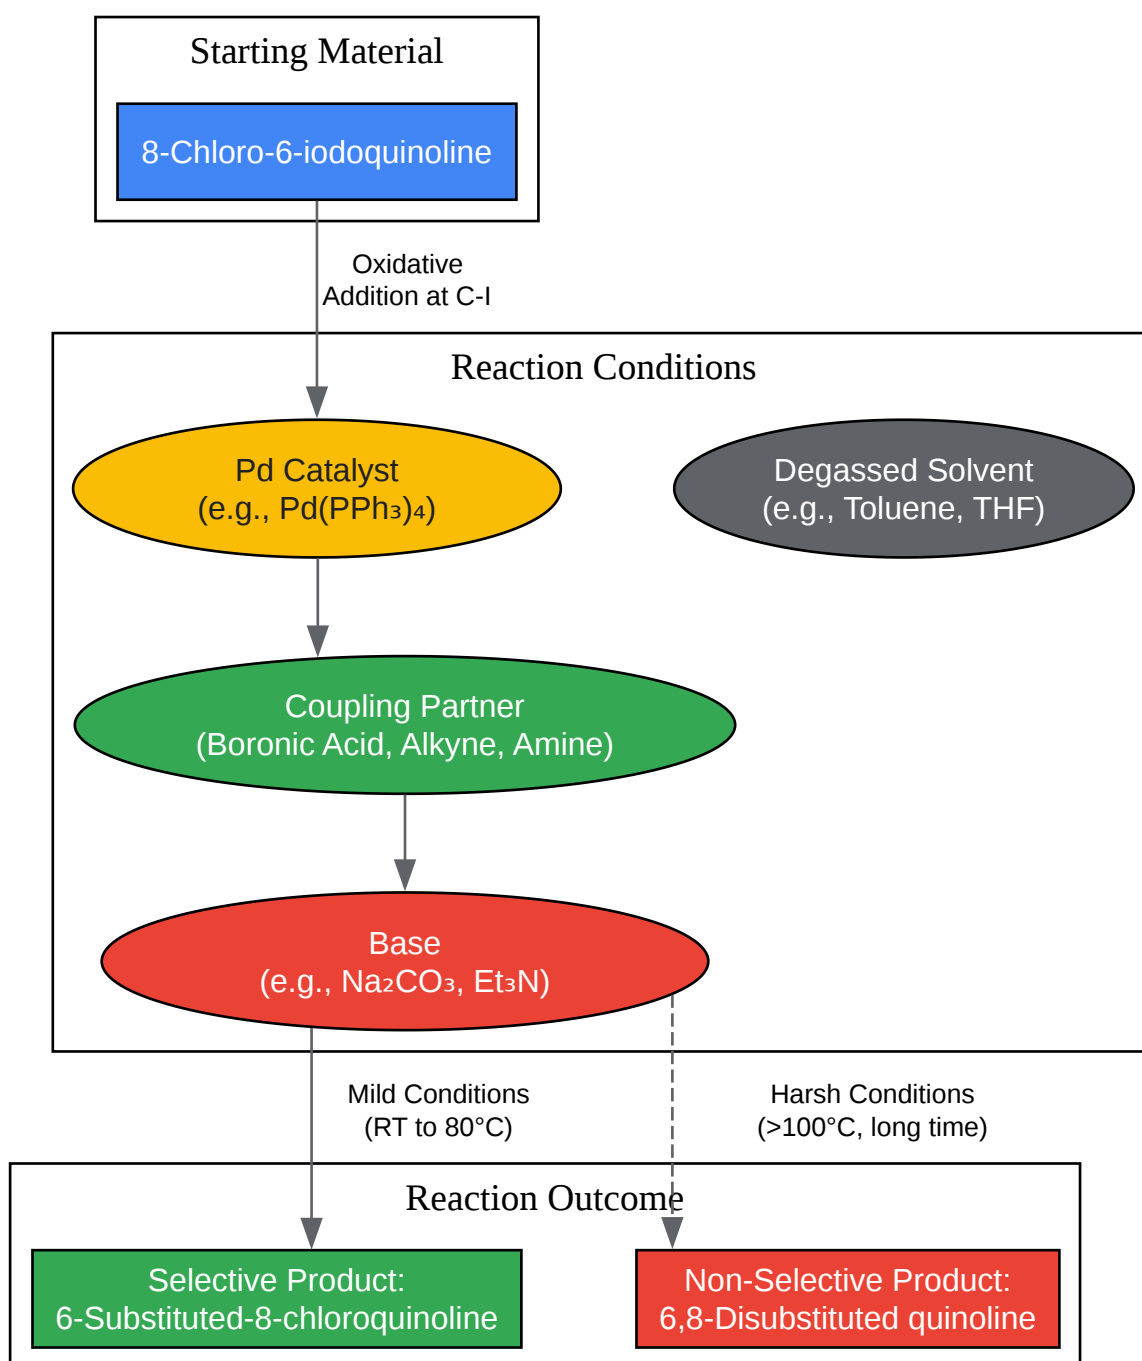 Starting Material
8-Chloro-6-iodoquinoline
Oxidative
Addition at C-I
Reaction Conditions
Pd Catalyst
(e.g., Pd(PPh₃)₄)
Degassed Solvent
(e.g., Toluene, THF)
Coupling Partner
(Boronic Acid, Alkyne, Amine)
Base
(e.g., Na₂CO₃, Et₃N)
Mild Conditions
(RT to 80°C)
Harsh Conditions
(>100°C, long time)
Reaction Outcome
Selective Product:
6-Substituted-8-chloroquinoline
Non-Selective Product:
6,8-Disubstituted quinoline